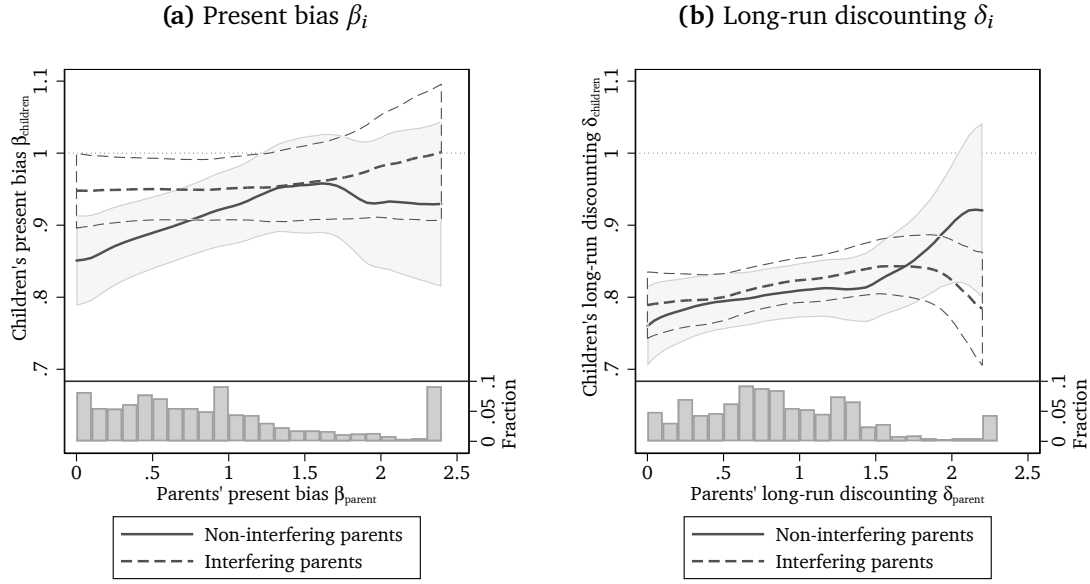 (a) Present bias βi
Children's present bias βchildren
1.1
1
.9
.8
.7
.1
.05
0
Fraction
0 .5 1 1.5 2 2.5
Parents' present bias βparent
Non-interfering parents
Interfering parents
(b) Long-run discounting δi
Children's long-run discounting δchildren
1.1
1
.9
.8
.7
.1
.05
0
Fraction
0 .5 1 1.5 2 2.5
Parents' long-run discounting δparent
Non-interfering parents
Interfering parents